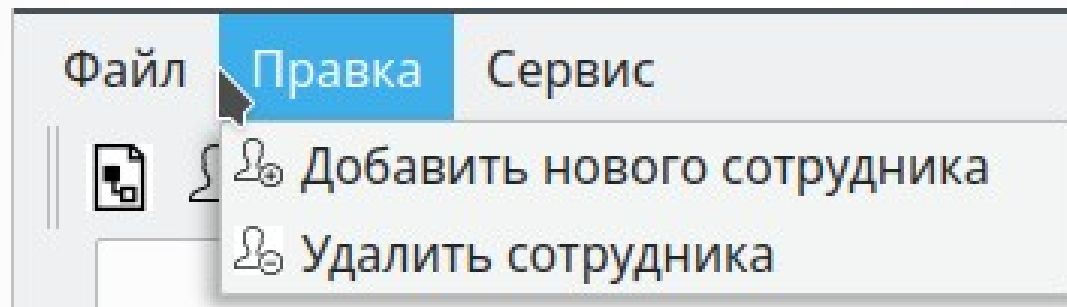 Файл Правка Сервис
Добавить нового сотрудника
Удалить сотрудника